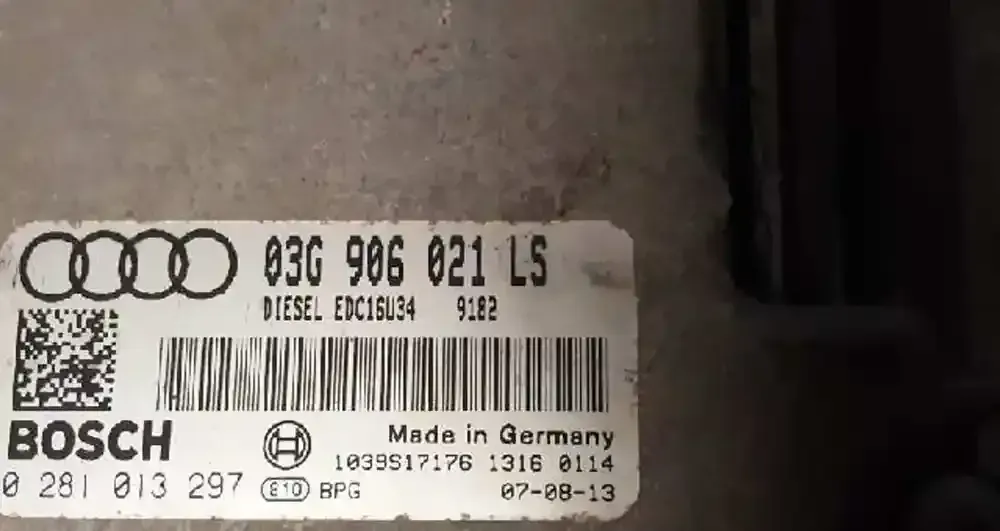 03G 906 021 LS
DIESEL EDC16U34 9182
BOSCH
Made in Germany
1039S17176 1316 0114
0 281 013 297 e10 BPG 07-08-13